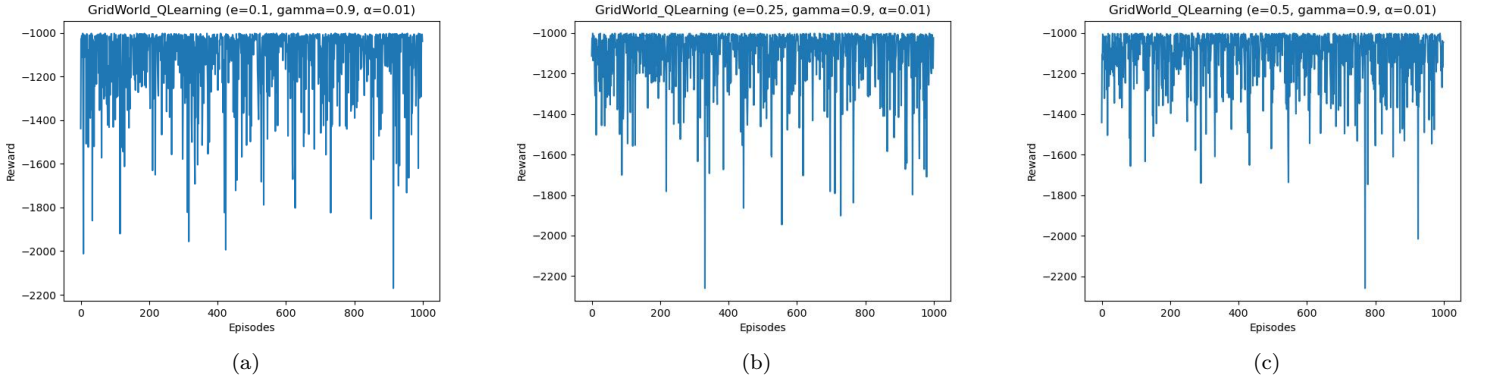 GridWorld_QLearning (e=0.1, gamma=0.9, α=0.01)
−1000
−1200
−1400
−1600
−1800
−2000
−2200
Reward
0 200 400 600 800 1000
Episodes
(a)
GridWorld_QLearning (e=0.25, gamma=0.9, α=0.01)
−1000
−1200
−1400
−1600
−1800
−2000
−2200
Reward
0 200 400 600 800 1000
Episodes
(b)
GridWorld_QLearning (e=0.5, gamma=0.9, α=0.01)
−1000
−1200
−1400
−1600
−1800
−2000
−2200
Reward
0 200 400 600 800 1000
Episodes
(c)